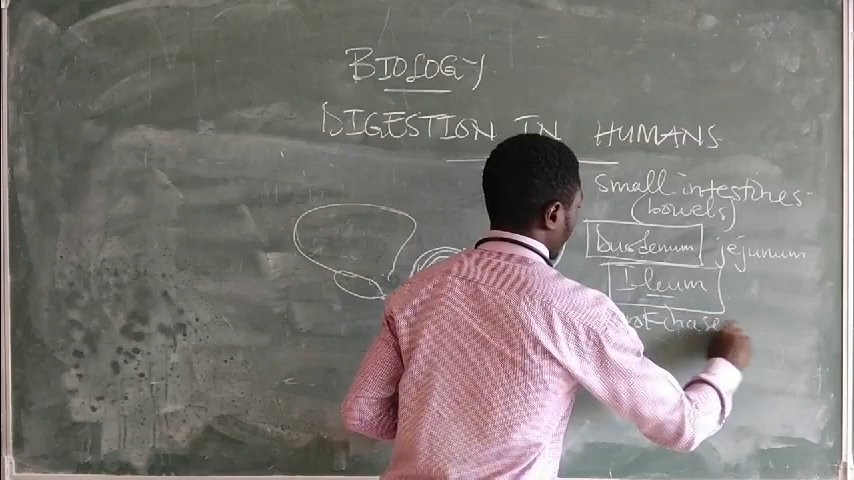 BIOLOGY
DIGESTION IN HUMANS
small intestines
(bowels)
Duodenum jejunum
Ileum